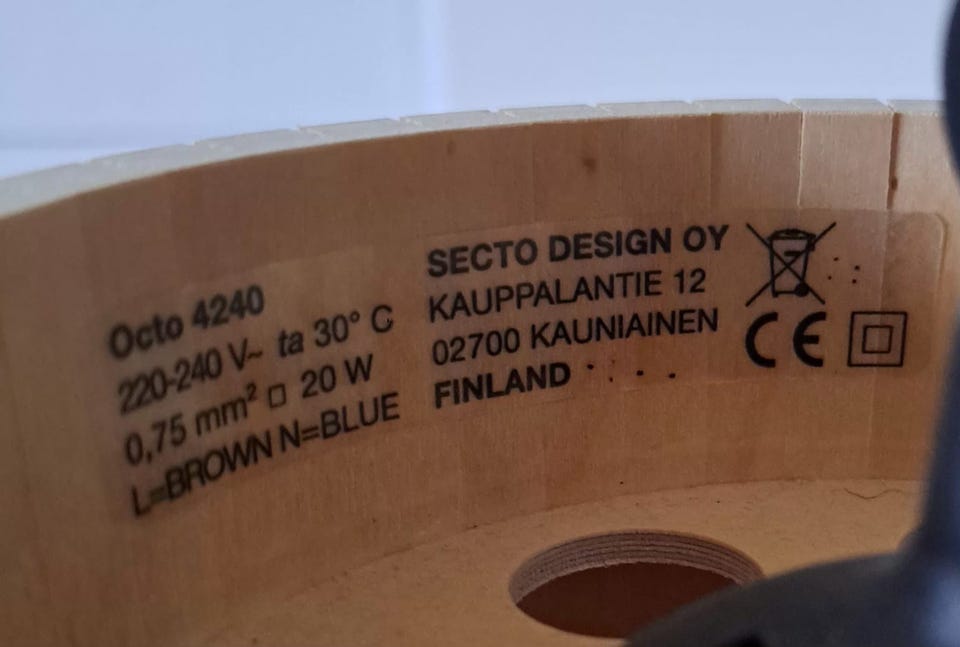 Octo 4240
220-240 V~ ta 30° C
0,75 mm² □ 20 W
L=BROWN N=BLUE
SECTO DESIGN OY
KAUPPALANTIE 12
02700 KAUNIAINEN
FINLAND
CE